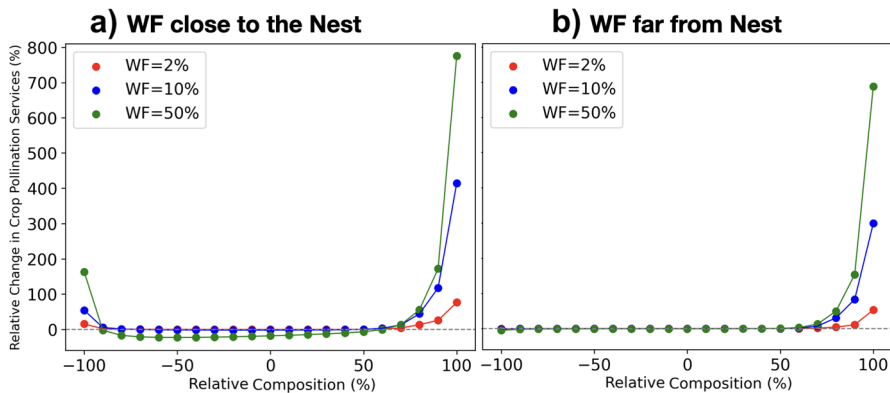 a) WF close to the Nest
b) WF far from Nest
Relative Change in Crop Pollination Services (%)
800
700
600
500
400
300
200
100
0
WF=2%
WF=10%
WF=50%
−100
−50
0
50
100
Relative Composition (%)
WF=2%
WF=10%
WF=50%
−100
−50
0
50
100
Relative Composition (%)